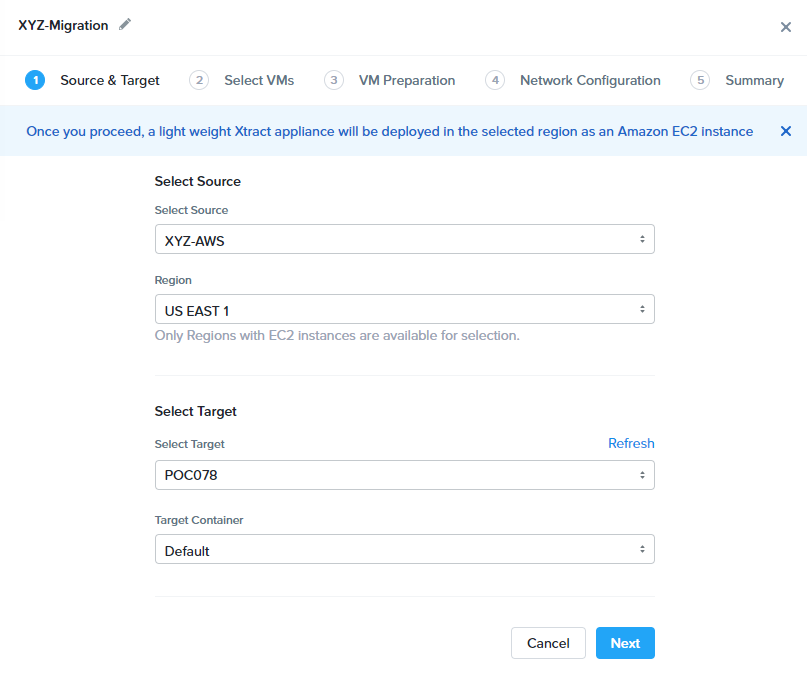 XYZ-Migration
1 Source & Target 2 Select VMs 3 VM Preparation 4 Network Configuration 5 Summary
Once you proceed, a light weight Xtract appliance will be deployed in the selected region as an Amazon EC2 instance
Select Source
Select Source
XYZ-AWS
Region
US EAST 1
Only Regions with EC2 instances are available for selection.
Select Target
Select Target Refresh
POC078
Target Container
Default
Cancel Next